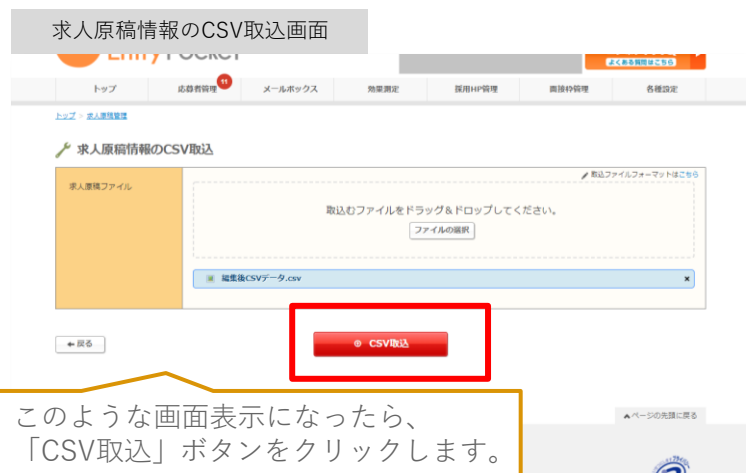 求人原稿情報のCSV取込画面
Entry Pocket
よくある質問はこちら
トップ
応募者管理
11
メールボックス
効果測定
採用HP管理
面接枠管理
各種設定
トップ > 求人原稿管理
求人原稿情報のCSV取込
取込ファイルフォーマットはこちら
求人原稿ファイル
取込むファイルをドラッグ&ドロップしてください。
ファイルの選択
編集後CSVデータ.csv
×
戻る
CSV取込
このような画面表示になったら、
「CSV取込」ボタンをクリックします。
▲ページの先頭に戻る